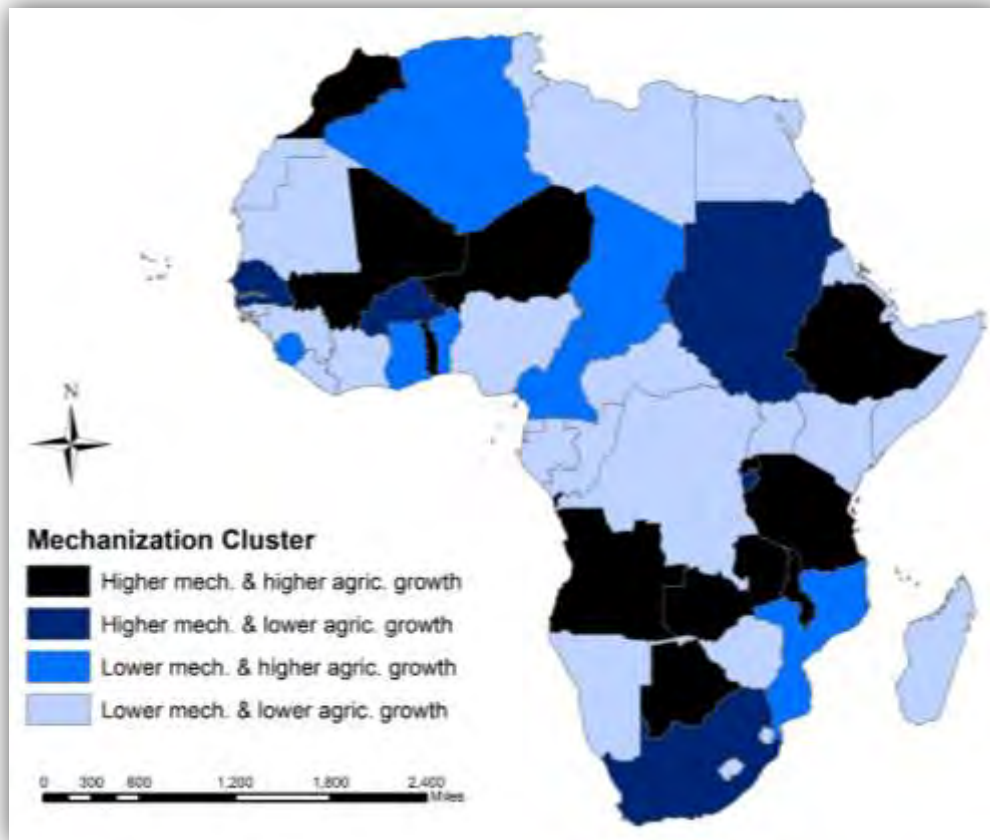 N
Mechanization Cluster
Higher mech. & higher agric. growth
Higher mech. & lower agric. growth
Lower mech. & higher agric. growth
Lower mech. & lower agric. growth
0 300 600 1,200 1,800 2,400
Miles